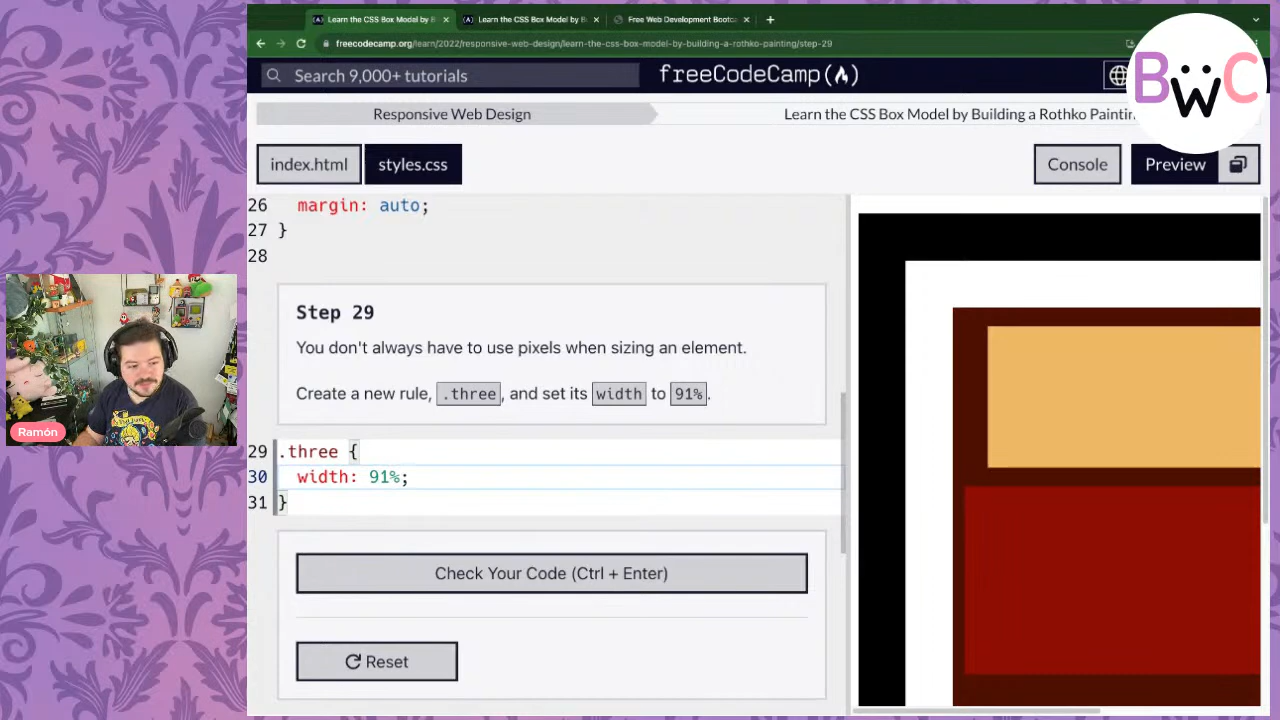 Learn the CSS Box Model by B
Learn the CSS Box Model by B
Free Web Development Bootca
freecodecamp.org/learn/2022/responsive-web-design/learn-the-css-box-model-by-building-a-rothko-painting/step-29
Search 9,000+ tutorials
freeCodeCamp(🔥)
BWC
Responsive Web Design
Learn the CSS Box Model by Building a Rothko Paintin
index.html
styles.css
Console
Preview
26 margin: auto;
27 }
28
Step 29
You don't always have to use pixels when sizing an element.
Create a new rule, .three, and set its width to 91%.
29 .three {
30 width: 91%;
31 }
Check Your Code (Ctrl + Enter)
Reset
Ramón